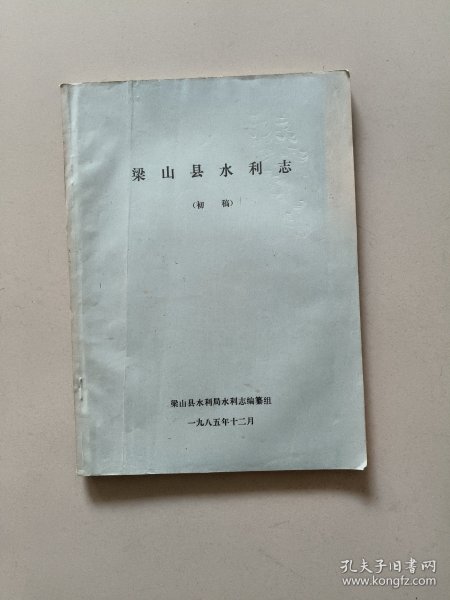 梁山县水利志
（初稿）
梁山县水利局水利志编纂组
一九八五年十二月
孔夫子旧书网
www.kongfz.com